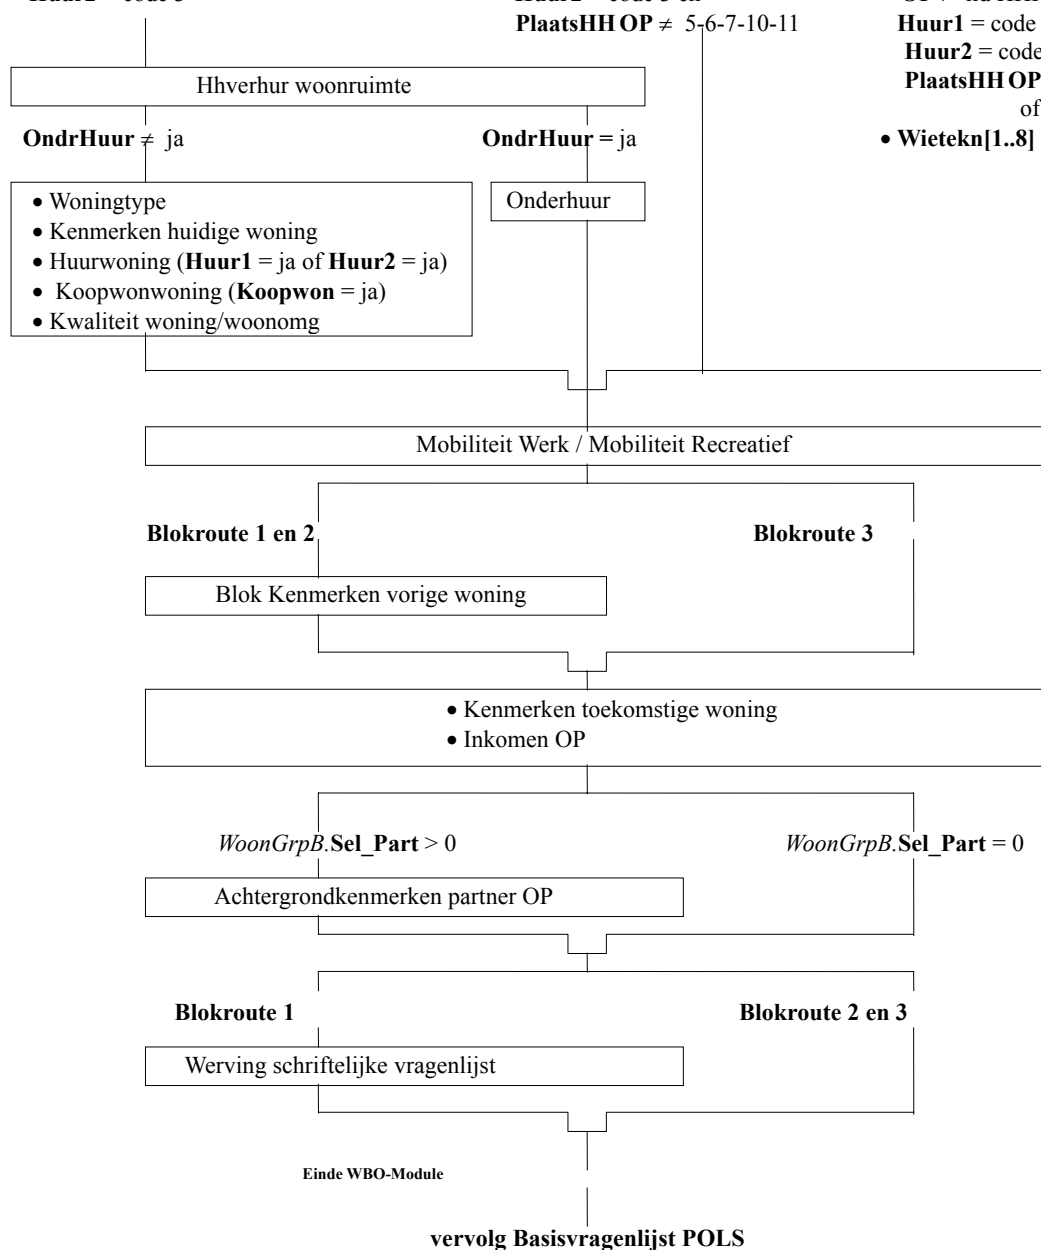 PlaatsHH OP ≠ 5-6-7-10-11
Huur1 = code
Huur2 = code
PlaatsHH OP
of
Hhverhur woonruimte
OndrHuur ≠ ja
OndrHuur = ja
• Wietekn[1..8]
• Woningtype
• Kenmerken huidige woning
• Huurwoning (Huur1 = ja of Huur2 = ja)
• Koopwonwoning (Koopwon = ja)
• Kwaliteit woning/woonomg
Onderhuur
Mobiliteit Werk / Mobiliteit Recreatief
Blokroute 1 en 2
Blokroute 3
Blok Kenmerken vorige woning
• Kenmerken toekomstige woning
• Inkomen OP
WoonGrpB.Sel_Part > 0
WoonGrpB.Sel_Part = 0
Achtergrondkenmerken partner OP
Blokroute 1
Blokroute 2 en 3
Werving schriftelijke vragenlijst
Einde WBO-Module
vervolg Basisvragenlijst POLS